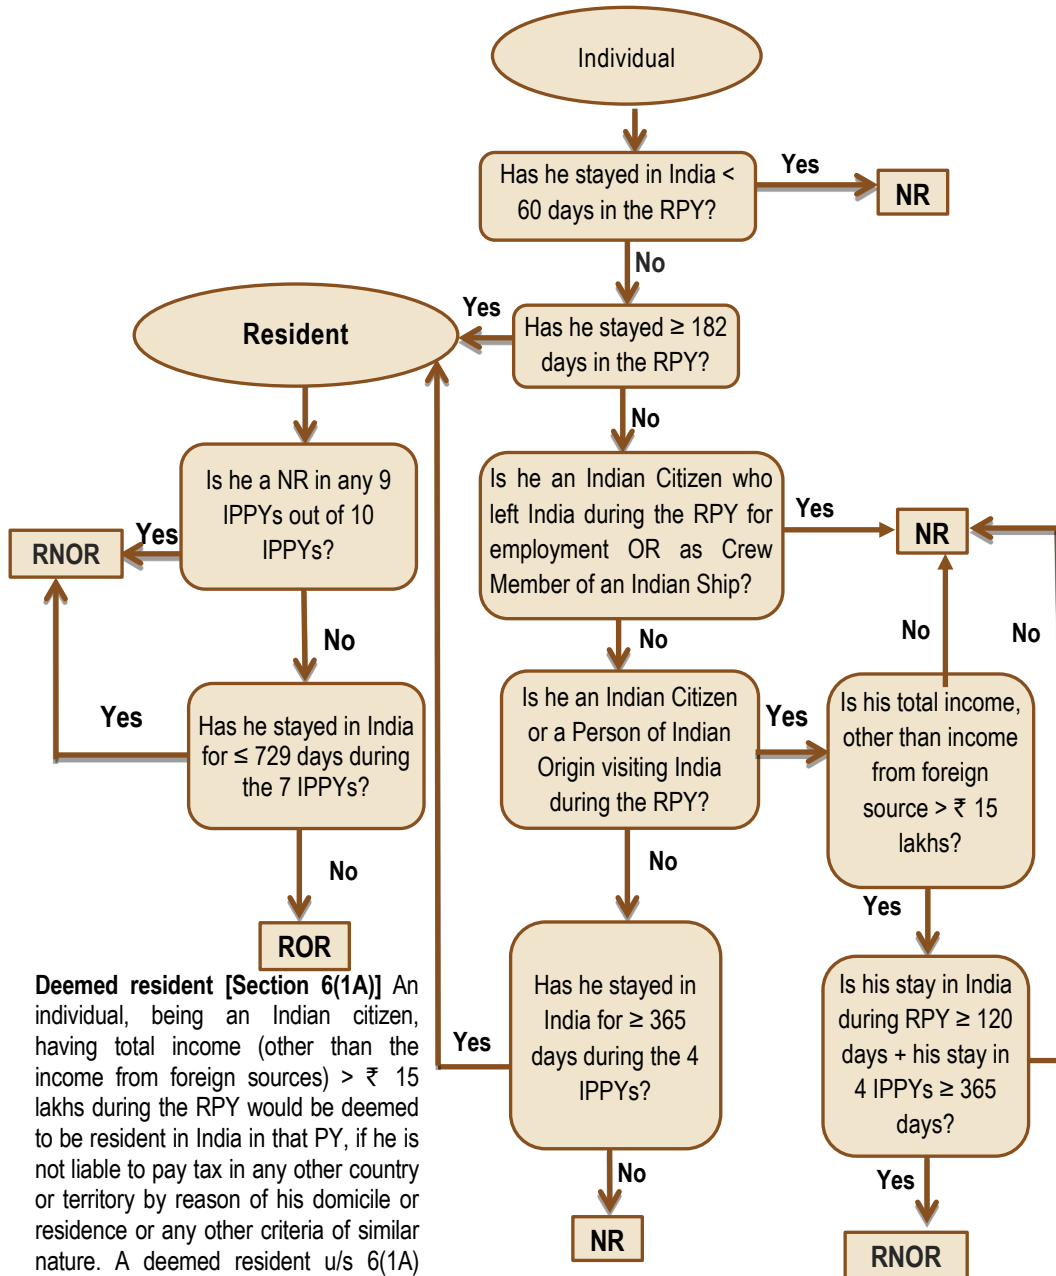 Individual
Has he stayed in India <
60 days in the RPY?
Yes
NR
No
Has he stayed ≥ 182
days in the RPY?
Yes
Resident
No
Is he a NR in any 9
IPPYs out of 10
IPPYs?
Yes
RNOR
No
Has he stayed in India
for ≤ 729 days during
the 7 IPPYs?
Yes
No
ROR
Is he an Indian Citizen who
left India during the RPY for
employment OR as Crew
Member of an Indian Ship?
Yes
NR
No
Is he an Indian Citizen
or a Person of Indian
Origin visiting India
during the RPY?
Yes
No
No
Is his total income,
other than income
from foreign
source > ₹ 15
lakhs?
No
Yes
Has he stayed in
India for ≥ 365
days during the 4
IPPYs?
Yes
No
NR
Is his stay in India
during RPY ≥ 120
days + his stay in
4 IPPYs ≥ 365
days?
Yes
RNOR
Deemed resident [Section 6(1A)] An
individual, being an Indian citizen,
having total income (other than the
income from foreign sources) > ₹ 15
lakhs during the RPY would be deemed
to be resident in India in that PY, if he is
not liable to pay tax in any other country
or territory by reason of his domicile or
residence or any other criteria of similar
nature. A deemed resident u/s 6(1A)